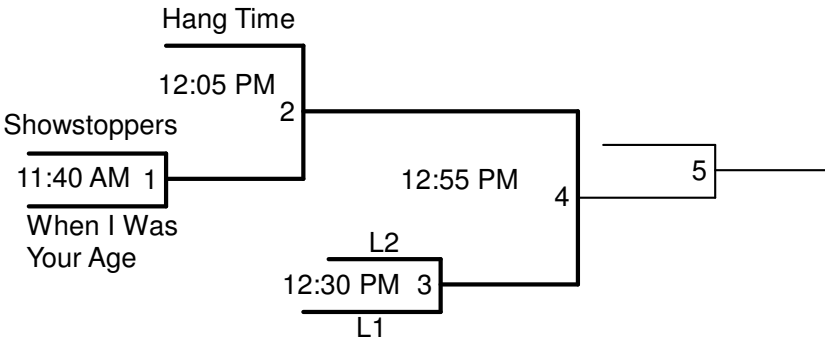 Hang Time
12:05 PM
2
Showstoppers
11:40 AM 1
When I Was
Your Age
12:55 PM
4
5
L2
12:30 PM 3
L1